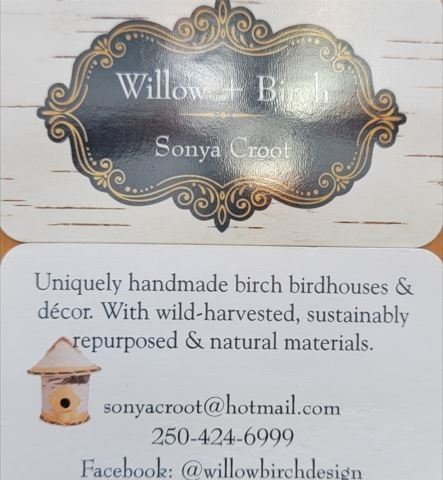 Willow + Birch
Sonya Croot
Uniquely handmade birch birdhouses &
décor. With wild-harvested, sustainably
repurposed & natural materials.
sonyacroot@hotmail.com
250-424-6999
Facebook: @willowbirchdesign